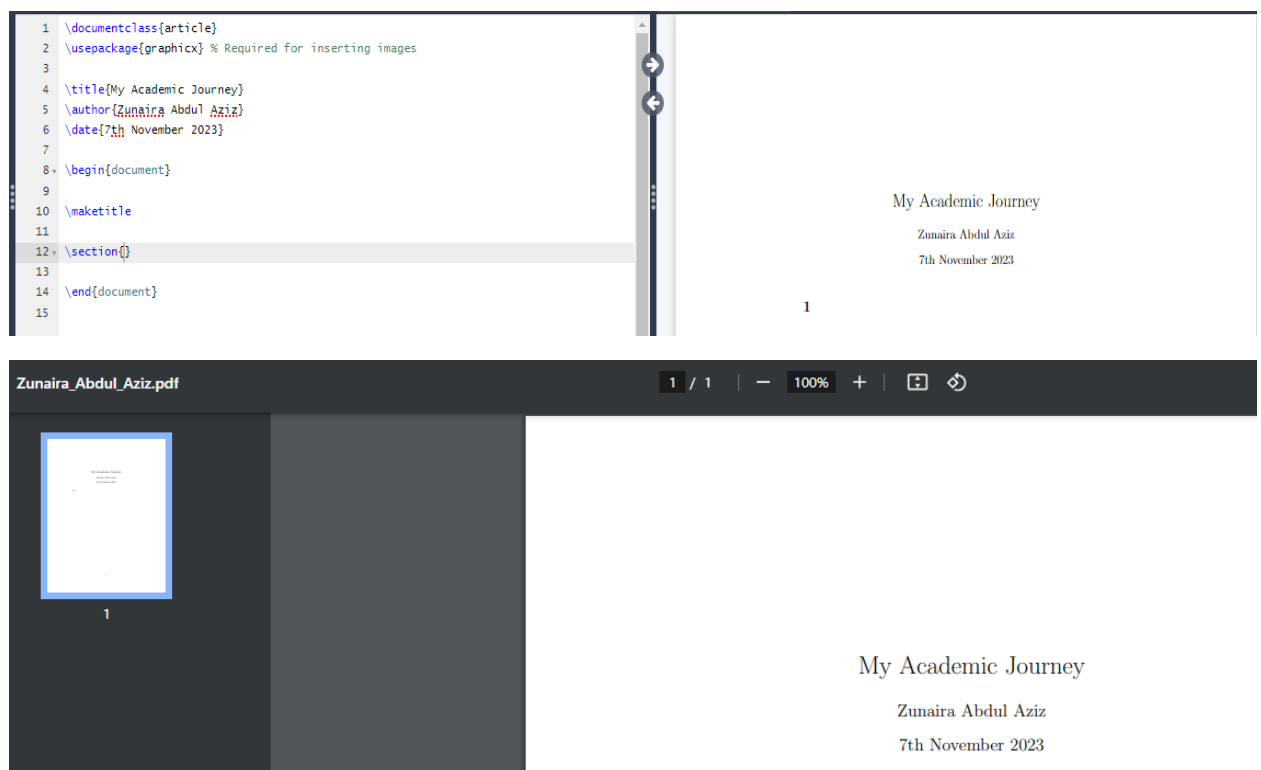 1 \documentclass{article}
2 \usepackage{graphicx} % Required for inserting images
3
4 \title{My Academic Journey}
5 \author{Zunaira Abdul Aziz}
6 \date{7th November 2023}
7
8 \begin{document}
9
10 \maketitle
11
12 \section{}
13
14 \end{document}
15
My Academic Journey
Zunaira Abdul Aziz
7th November 2023
1
Zunaira_Abdul_Aziz.pdf
1 / 1
100%
1
My Academic Journey
Zunaira Abdul Aziz
7th November 2023